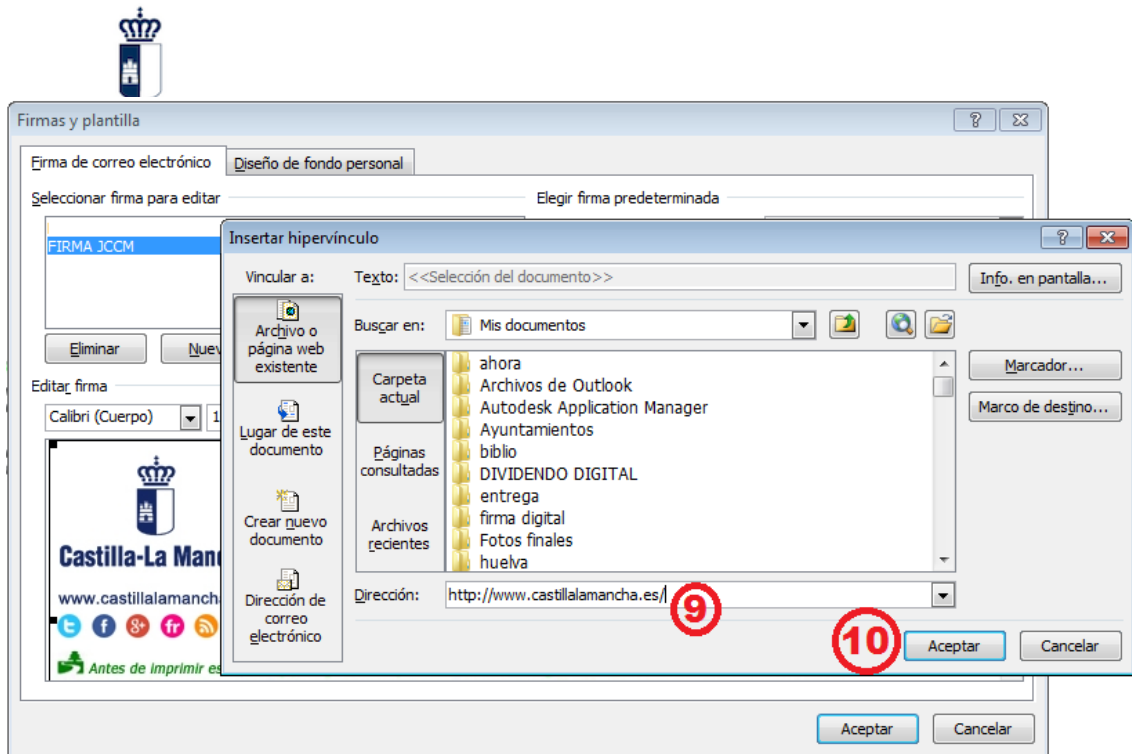 Firmas y plantilla
Firma de correo electrónico
Diseño de fondo personal
Seleccionar firma para editar
Elegir firma predeterminada
FIRMA JCCM
Eliminar
Nuev
Editar firma
Calibri (Cuerpo)
1
Castilla-La Man
www.castillalamanch
Antes de imprimir es
Insertar hipervínculo
Vincular a:
Texto: <<Selección del documento>>
Info. en pantalla...
Archivo o
página web
existente
Lugar de este
documento
Crear nuevo
documento
Dirección de
correo
electrónico
Buscar en:
Mis documentos
Carpeta
actual
Páginas
consultadas
Archivos
recientes
ahora
Archivos de Outlook
Autodesk Application Manager
Ayuntamientos
biblio
DIVIDENDO DIGITAL
entrega
firma digital
Fotos finales
huelva
Marcador...
Marco de destino...
Dirección: http://www.castillalamancha.es/
9
10
Aceptar
Cancelar
Aceptar
Cancelar